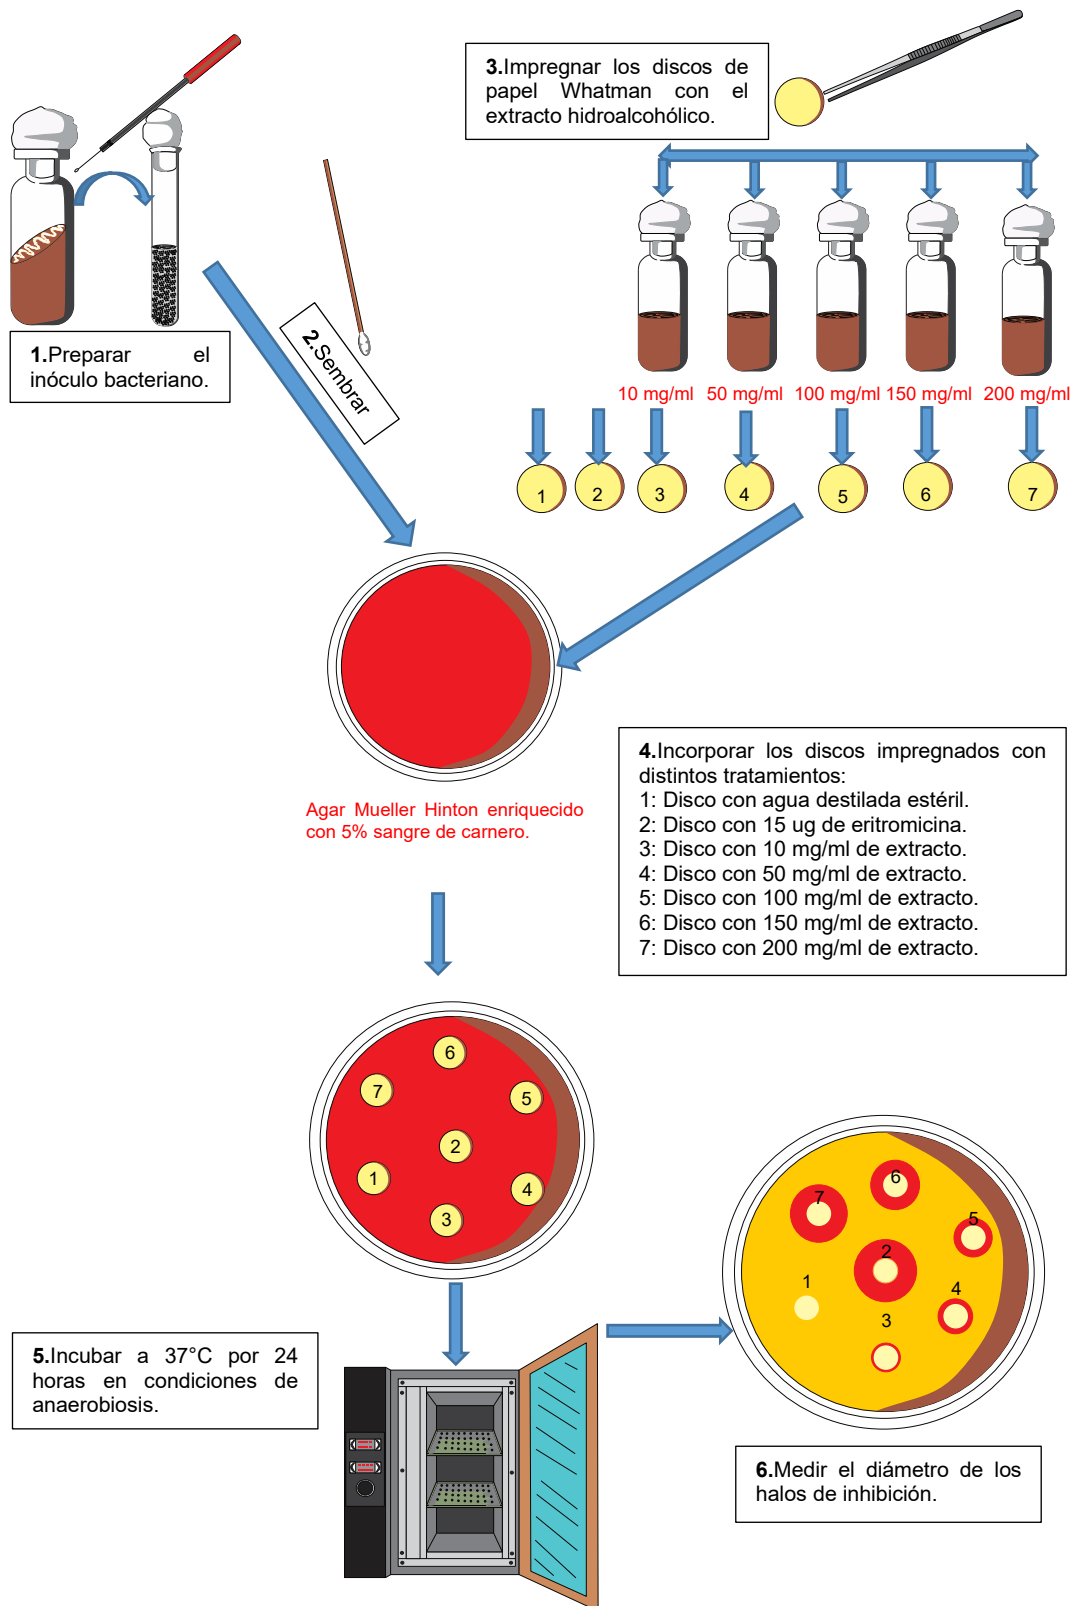 3.Impregnar los discos de
papel Whatman con el
extracto hidroalcohólico.
1.Preparar el
inóculo bacteriano.
2.Sembrar
10 mg/ml 50 mg/ml 100 mg/ml 150 mg/ml 200 mg/ml
1 2 3 4 5 6 7
Agar Mueller Hinton enriquecido
con 5% sangre de carnero.
4.Incorporar los discos impregnados con
distintos tratamientos:
1: Disco con agua destilada estéril.
2: Disco con 15 ug de eritromicina.
3: Disco con 10 mg/ml de extracto.
4: Disco con 50 mg/ml de extracto.
5: Disco con 100 mg/ml de extracto.
6: Disco con 150 mg/ml de extracto.
7: Disco con 200 mg/ml de extracto.
6
7
5
2
1
4
3
6
7
5
2
1
4
3
5.Incubar a 37°C por 24
horas en condiciones de
anaerobiosis.
6.Medir el diámetro de los
halos de inhibición.